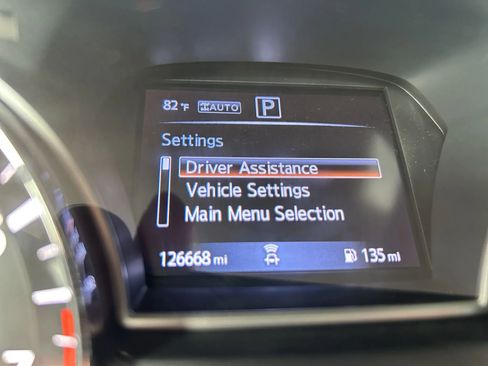 82°F AUTO P
Settings
Driver Assistance
Vehicle Settings
Main Menu Selection
126668 mi 135 mi